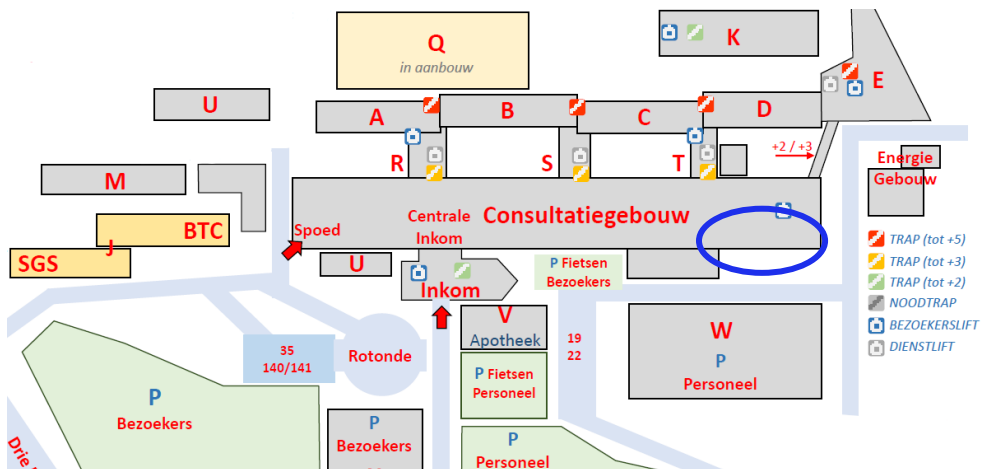 Q
in aanbouw
K
E
U
A
B
C
D
R
S
T
+2 / +3
Energie
Gebouw
M
Spoed
Centrale
Inkom
Consultatiegebouw
BTC
J
SGS
U
Inkom
P Fietsen
Bezoekers
TRAP (tot +5)
TRAP (tot +3)
TRAP (tot +2)
NOODTRAP
BEZOEKERSLIFT
DIENSTLIFT
V
Apotheek
19
22
W
P
Personeel
35
140/141
Rotonde
P Fietsen
Personeel
P
Bezoekers
P
Bezoekers
P
Personeel
Drie